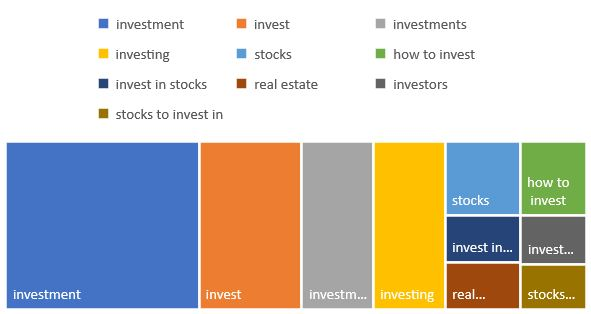 investment invest investments
investing stocks how to invest
invest in stocks real estate investors
stocks to invest in
investment
invest
investm...
investing
stocks
how to
invest
invest in...
invest...
real...
stocks...